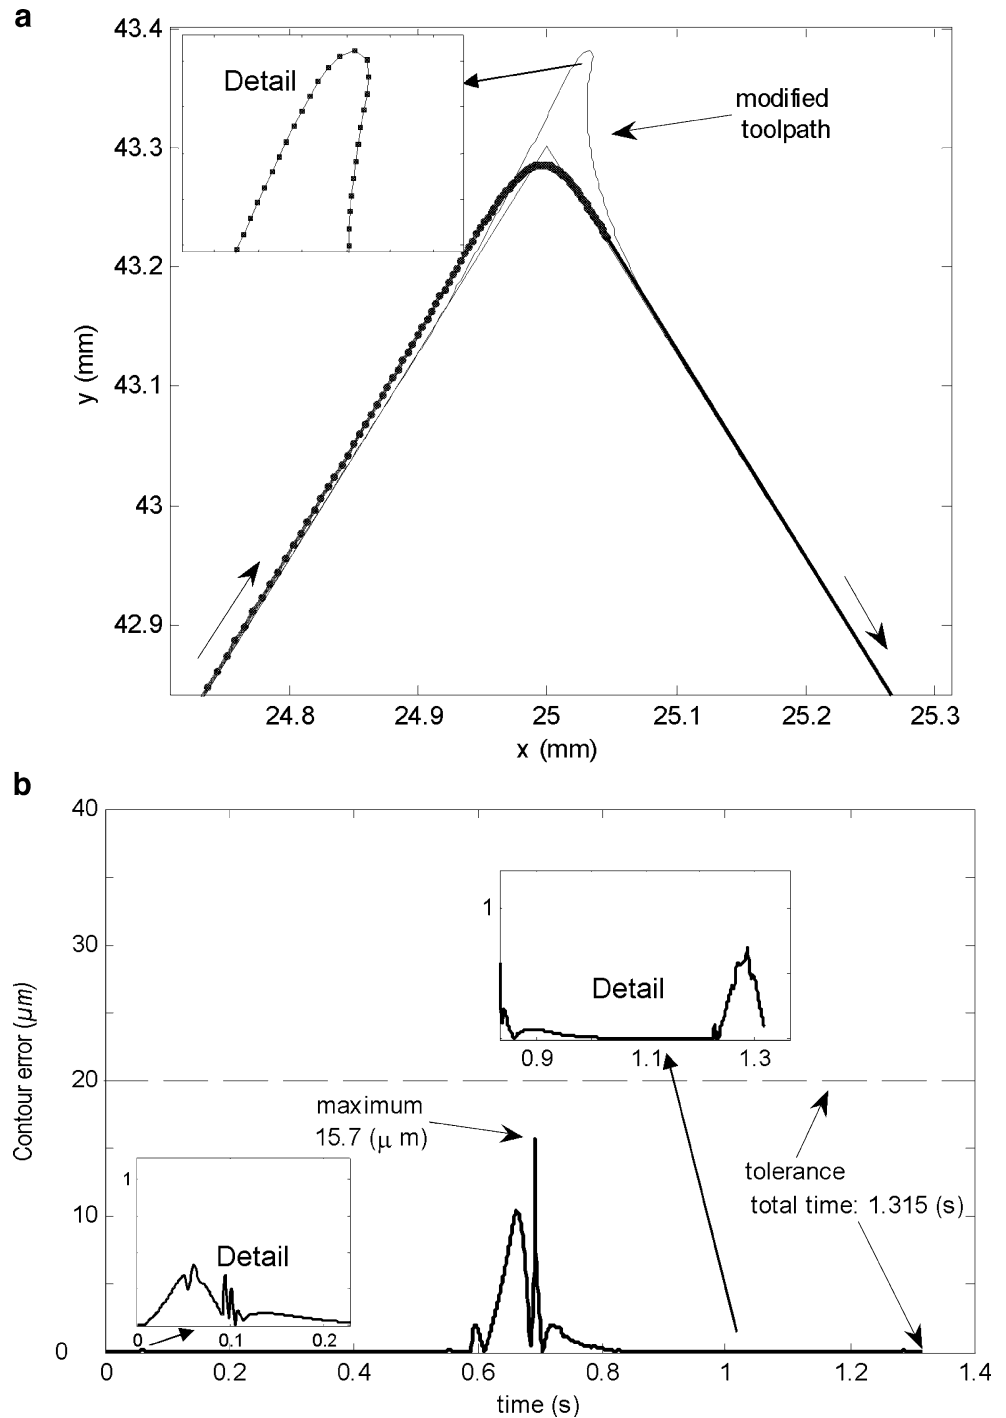 a
43.4
43.3
43.2
43.1
43
42.9
y (mm)
Detail
modified
toolpath
24.8
24.9
25
25.1
25.2
25.3
x (mm)
b
40
30
20
10
0
Contour error (μm)
1
Detail
0.9
1.1
1.3
maximum
15.7 (μ m)
tolerance
total time: 1.315 (s)
1
Detail
0
0.1
0.2
0
0.2
0.4
0.6
0.8
1
1.2
1.4
time (s)